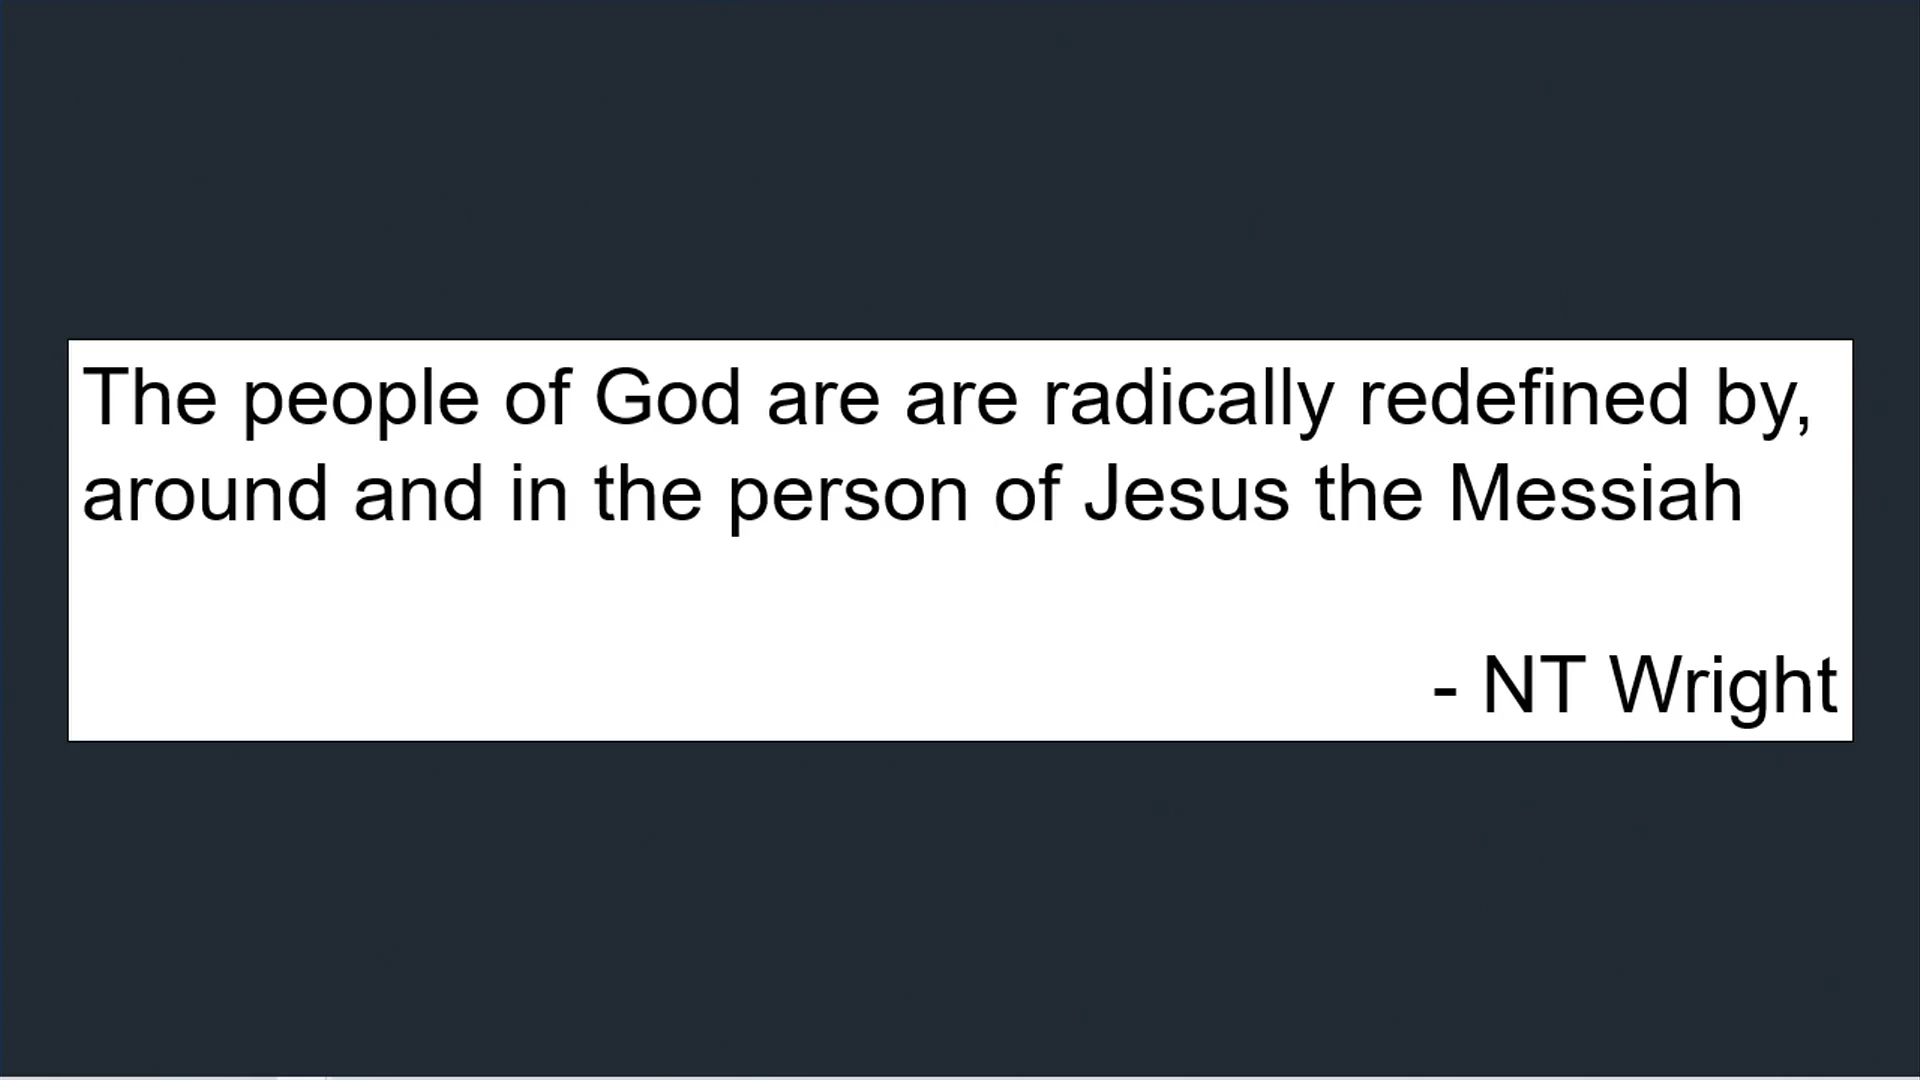 The people of God are are radically redefined by,
around and in the person of Jesus the Messiah
- NT Wright